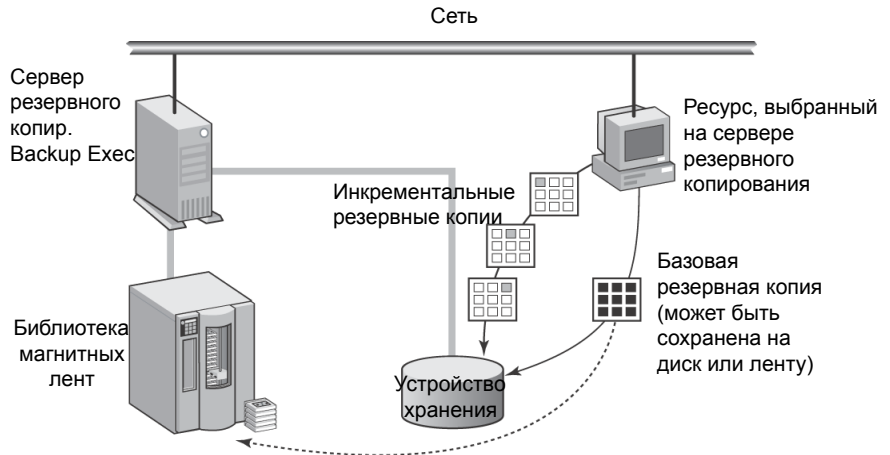 Сеть
Сервер
резервного
копир.
Backup Exec
Ресурс, выбранный
на сервере
резервного
копирования
Инкрементальные
резервные копии
Базовая
резервная копия
(может быть
сохранена на
диск или ленту)
Библиотека
магнитных
лент
Устройство
хранения